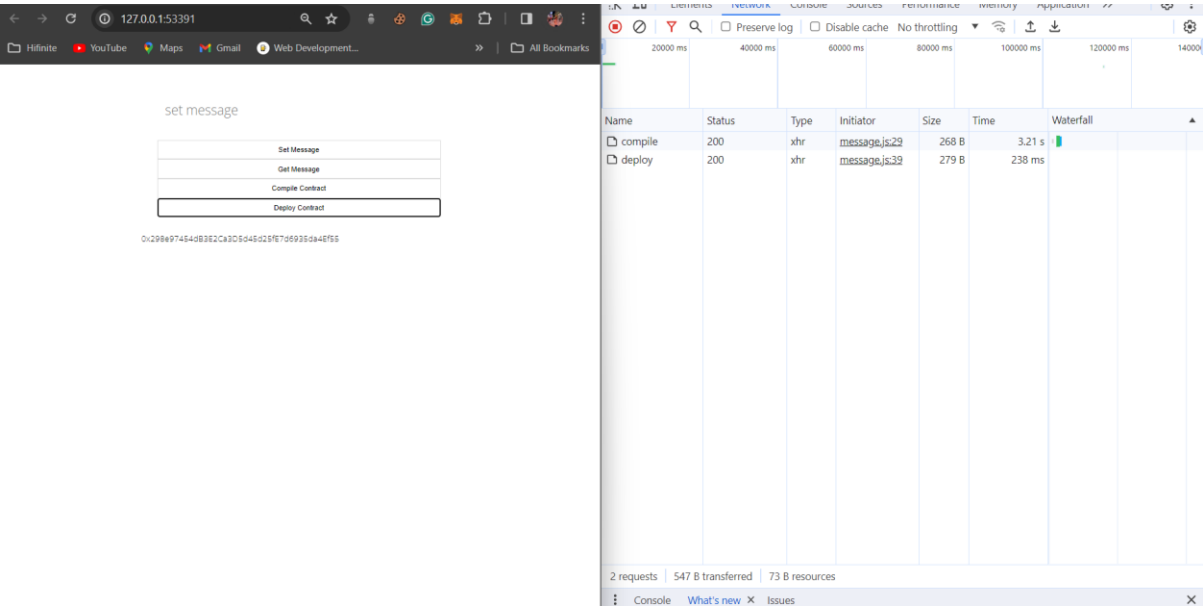 127.0.0.1:53391
Hifinite YouTube Maps Gmail Web Development... » All Bookmarks
set message
Set Message
Get Message
Compile Contract
Deploy Contract
Elements Network Console Sources Performance Memory Application
Preserve log Disable cache No throttling
20000 ms 40000 ms 60000 ms 80000 ms 100000 ms 120000 ms 14000
Name Status Type Initiator Size Time Waterfall
compile 200 xhr message.js:29 268 B 3.21 s
deploy 200 xhr message.js:39 279 B 238 ms
2 requests 547 B transferred 73 B resources
Console What's new Issues